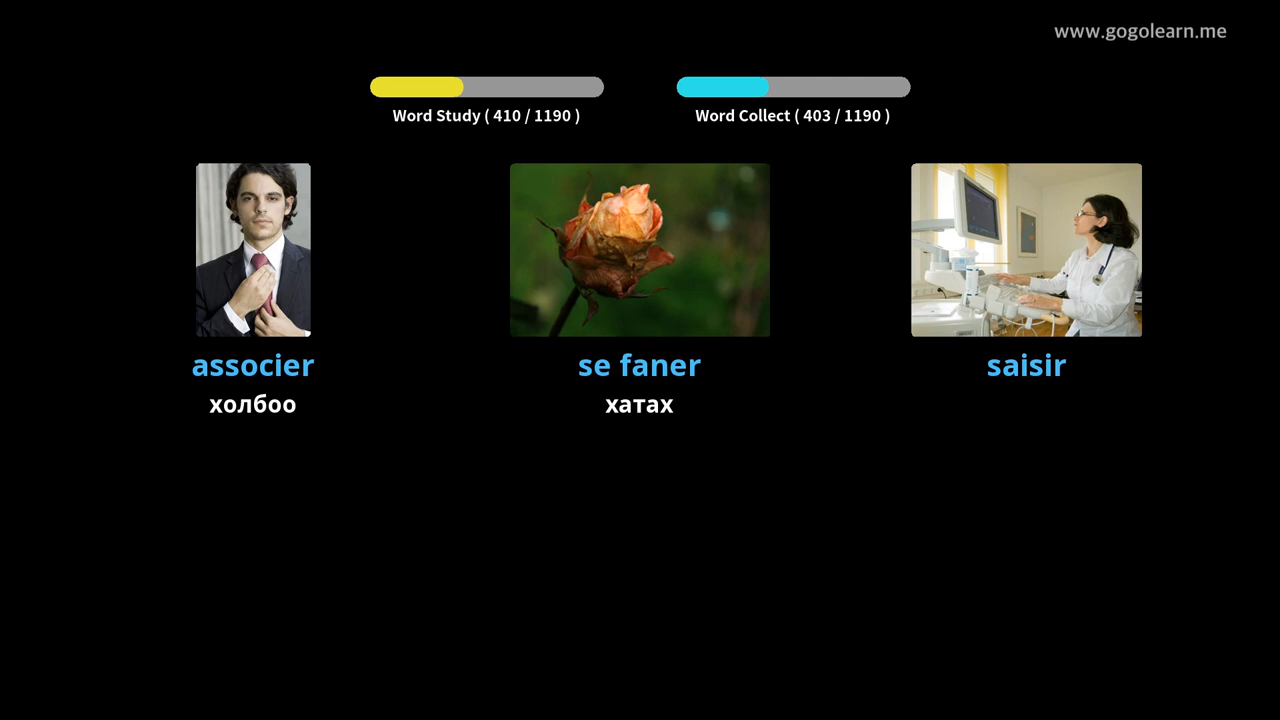 www.gogolearn.me
Word Study ( 410 / 1190 )
Word Collect ( 403 / 1190 )
associer
холбоо
se faner
хатах
saisir